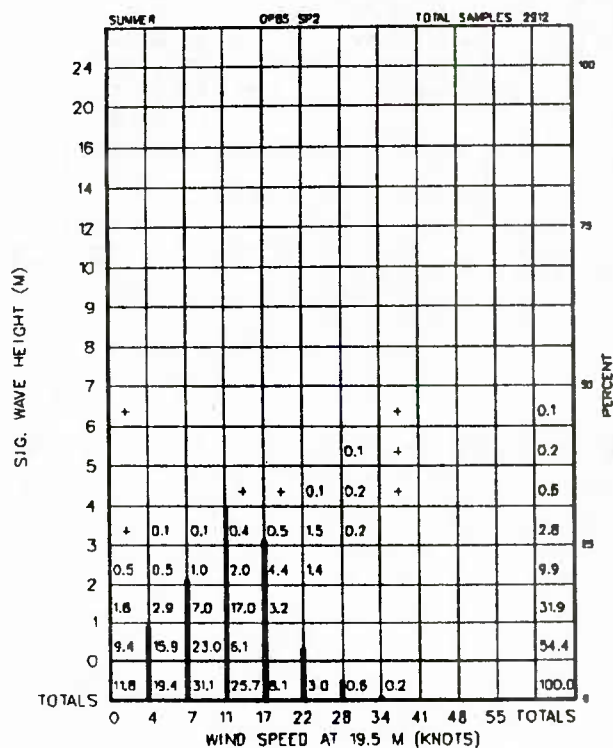 SUMMER OPBS SP2 TOTAL SAMPLES 2912
24 100
20
16
14
12 75
10
9
8
7 50
+ + 0.1
6
0.1 + 0.2
5
+ + 0.1 0.2 + 0.6
4
+ 0.1 0.1 0.4 0.5 1.5 0.2 2.8
3 25
0.5 0.5 1.0 2.0 4.4 1.4 9.9
2
1.6 2.9 7.0 17.0 3.2 31.9
1
9.4 15.9 23.0 6.1 54.4
0
11.8 19.4 31.1 25.7 8.1 3.0 0.6 0.2 100.0
TOTALS 0
0 4 7 11 17 22 28 34 41 48 55 TOTALS
WIND SPEED AT 19.5 M (KNOTS)
SIG. WAVE HEIGHT (M)
PERCENT